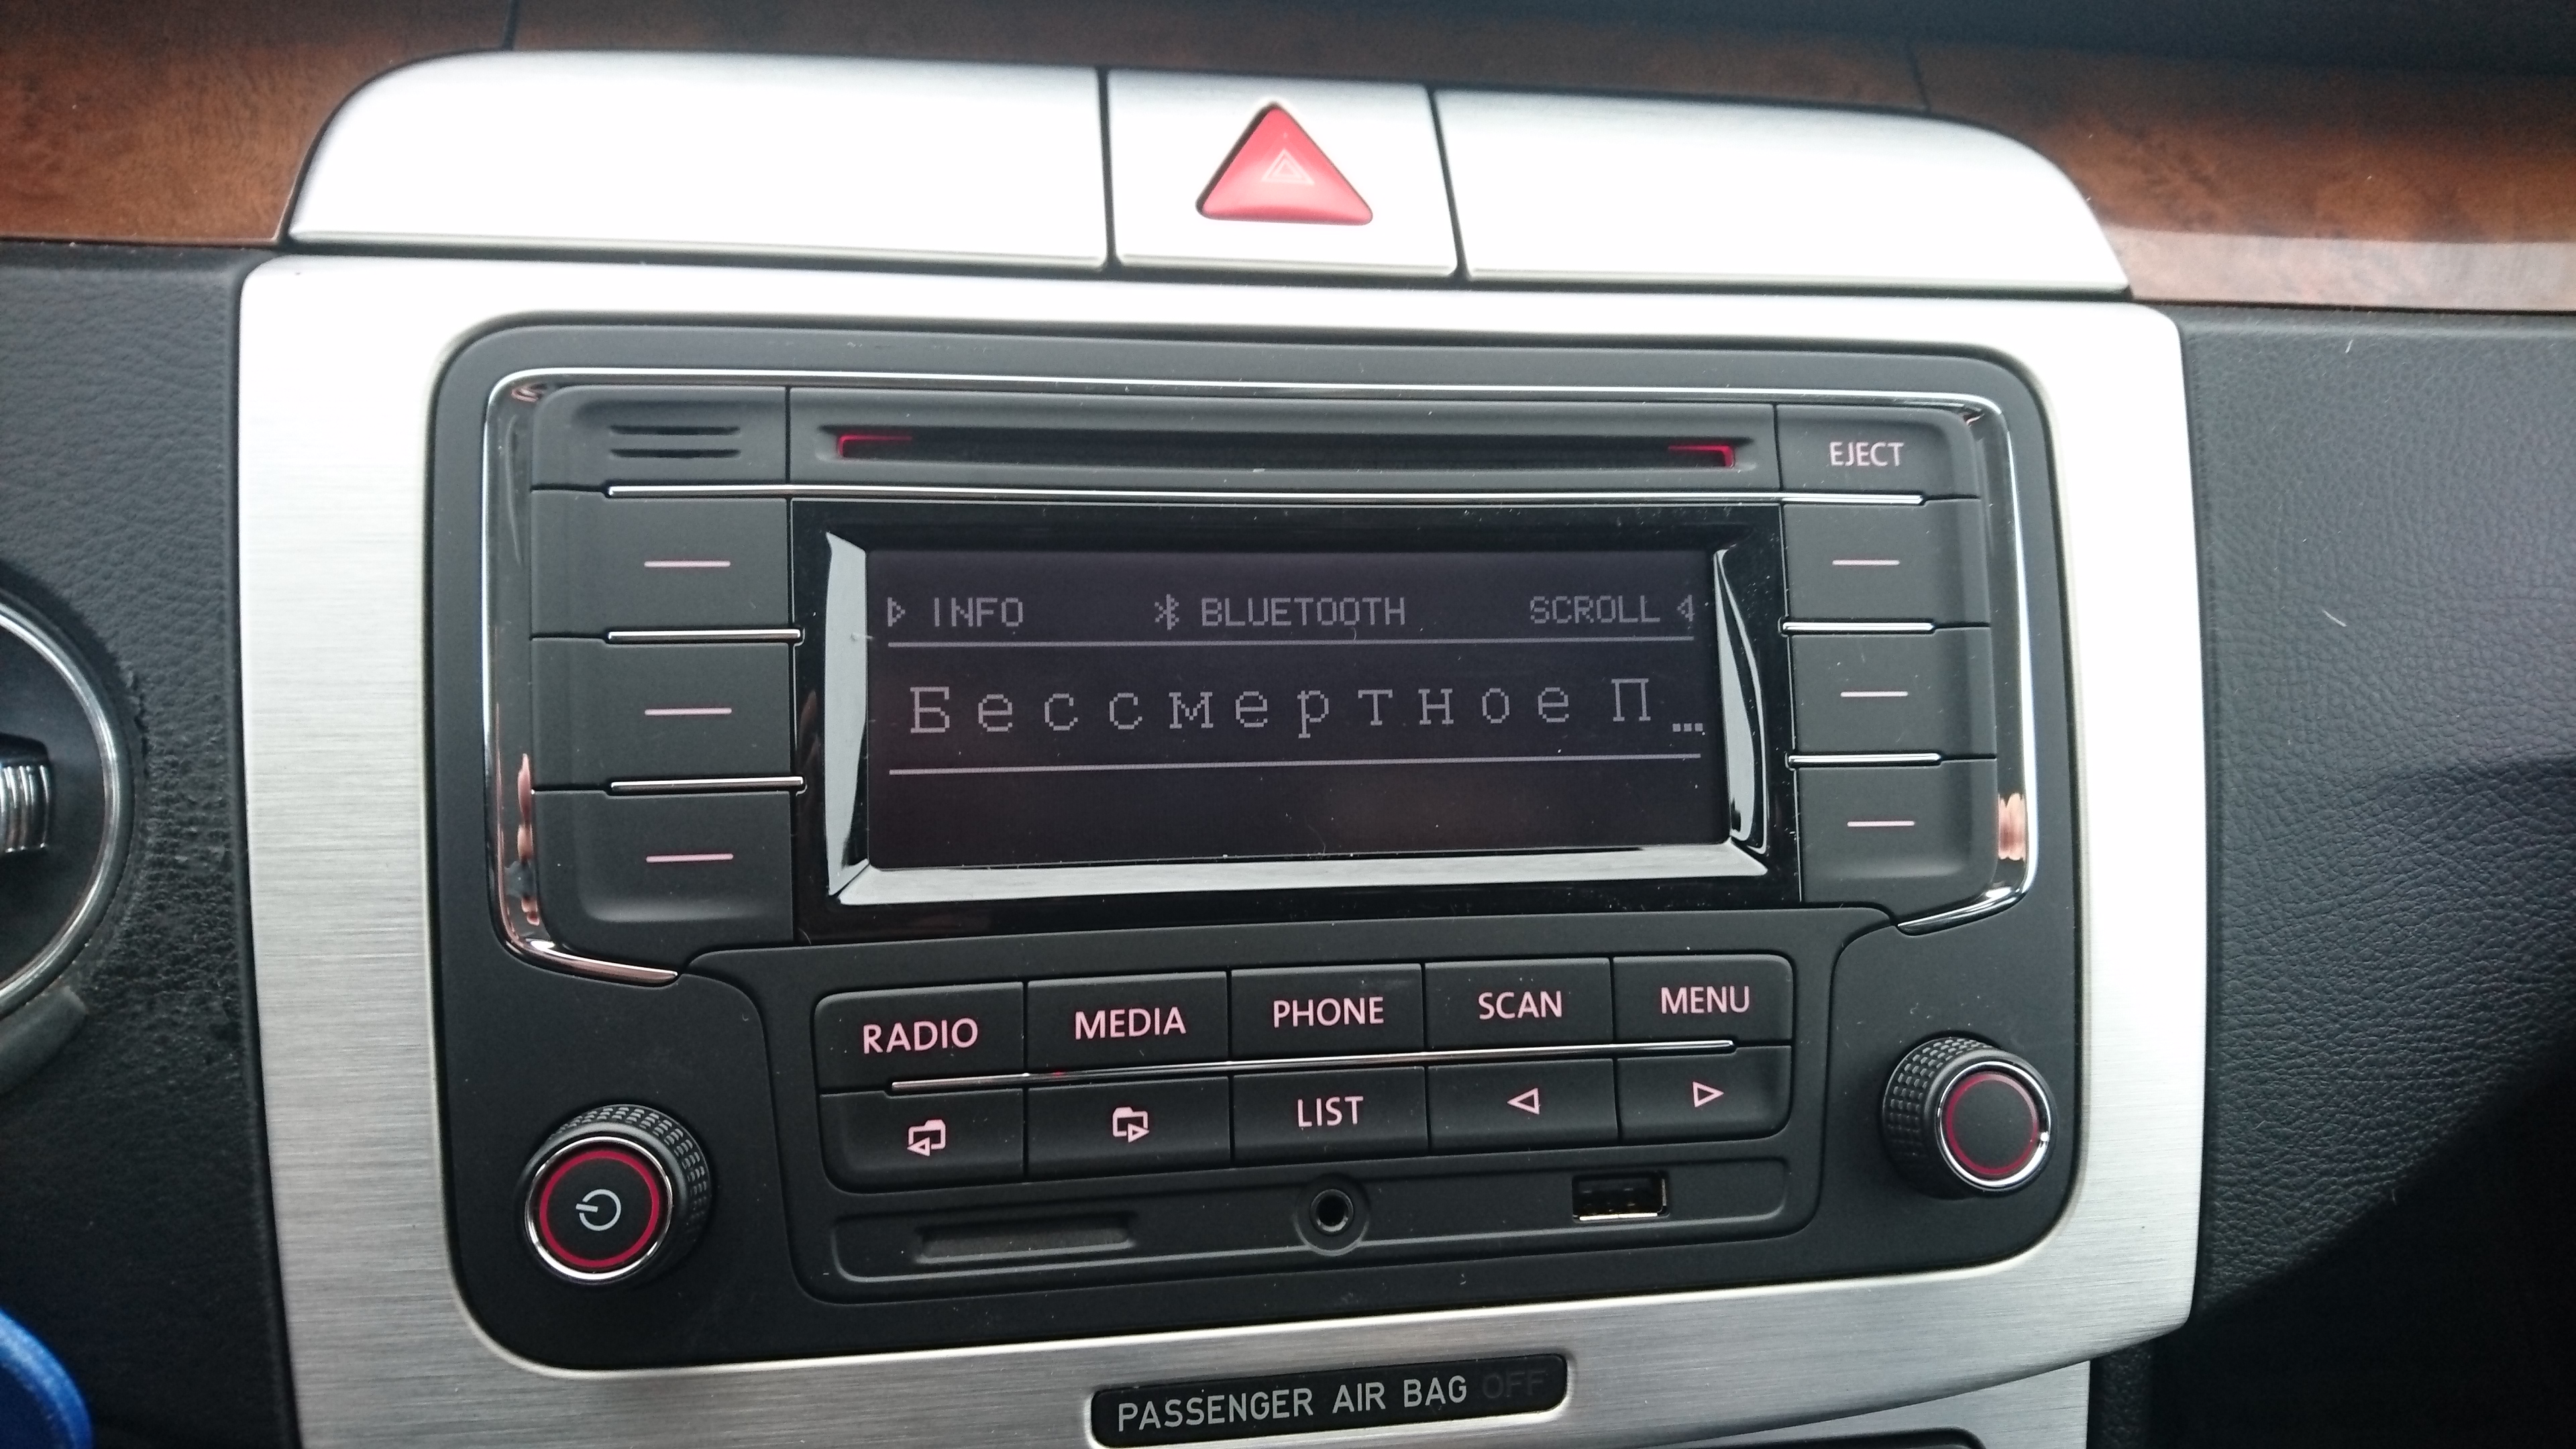 EJECT
INFO BLUETOOTH SCROLL
Бессмертное П...
RADIO MEDIA PHONE SCAN MENU
LIST
PASSENGER AIR BAG OFF